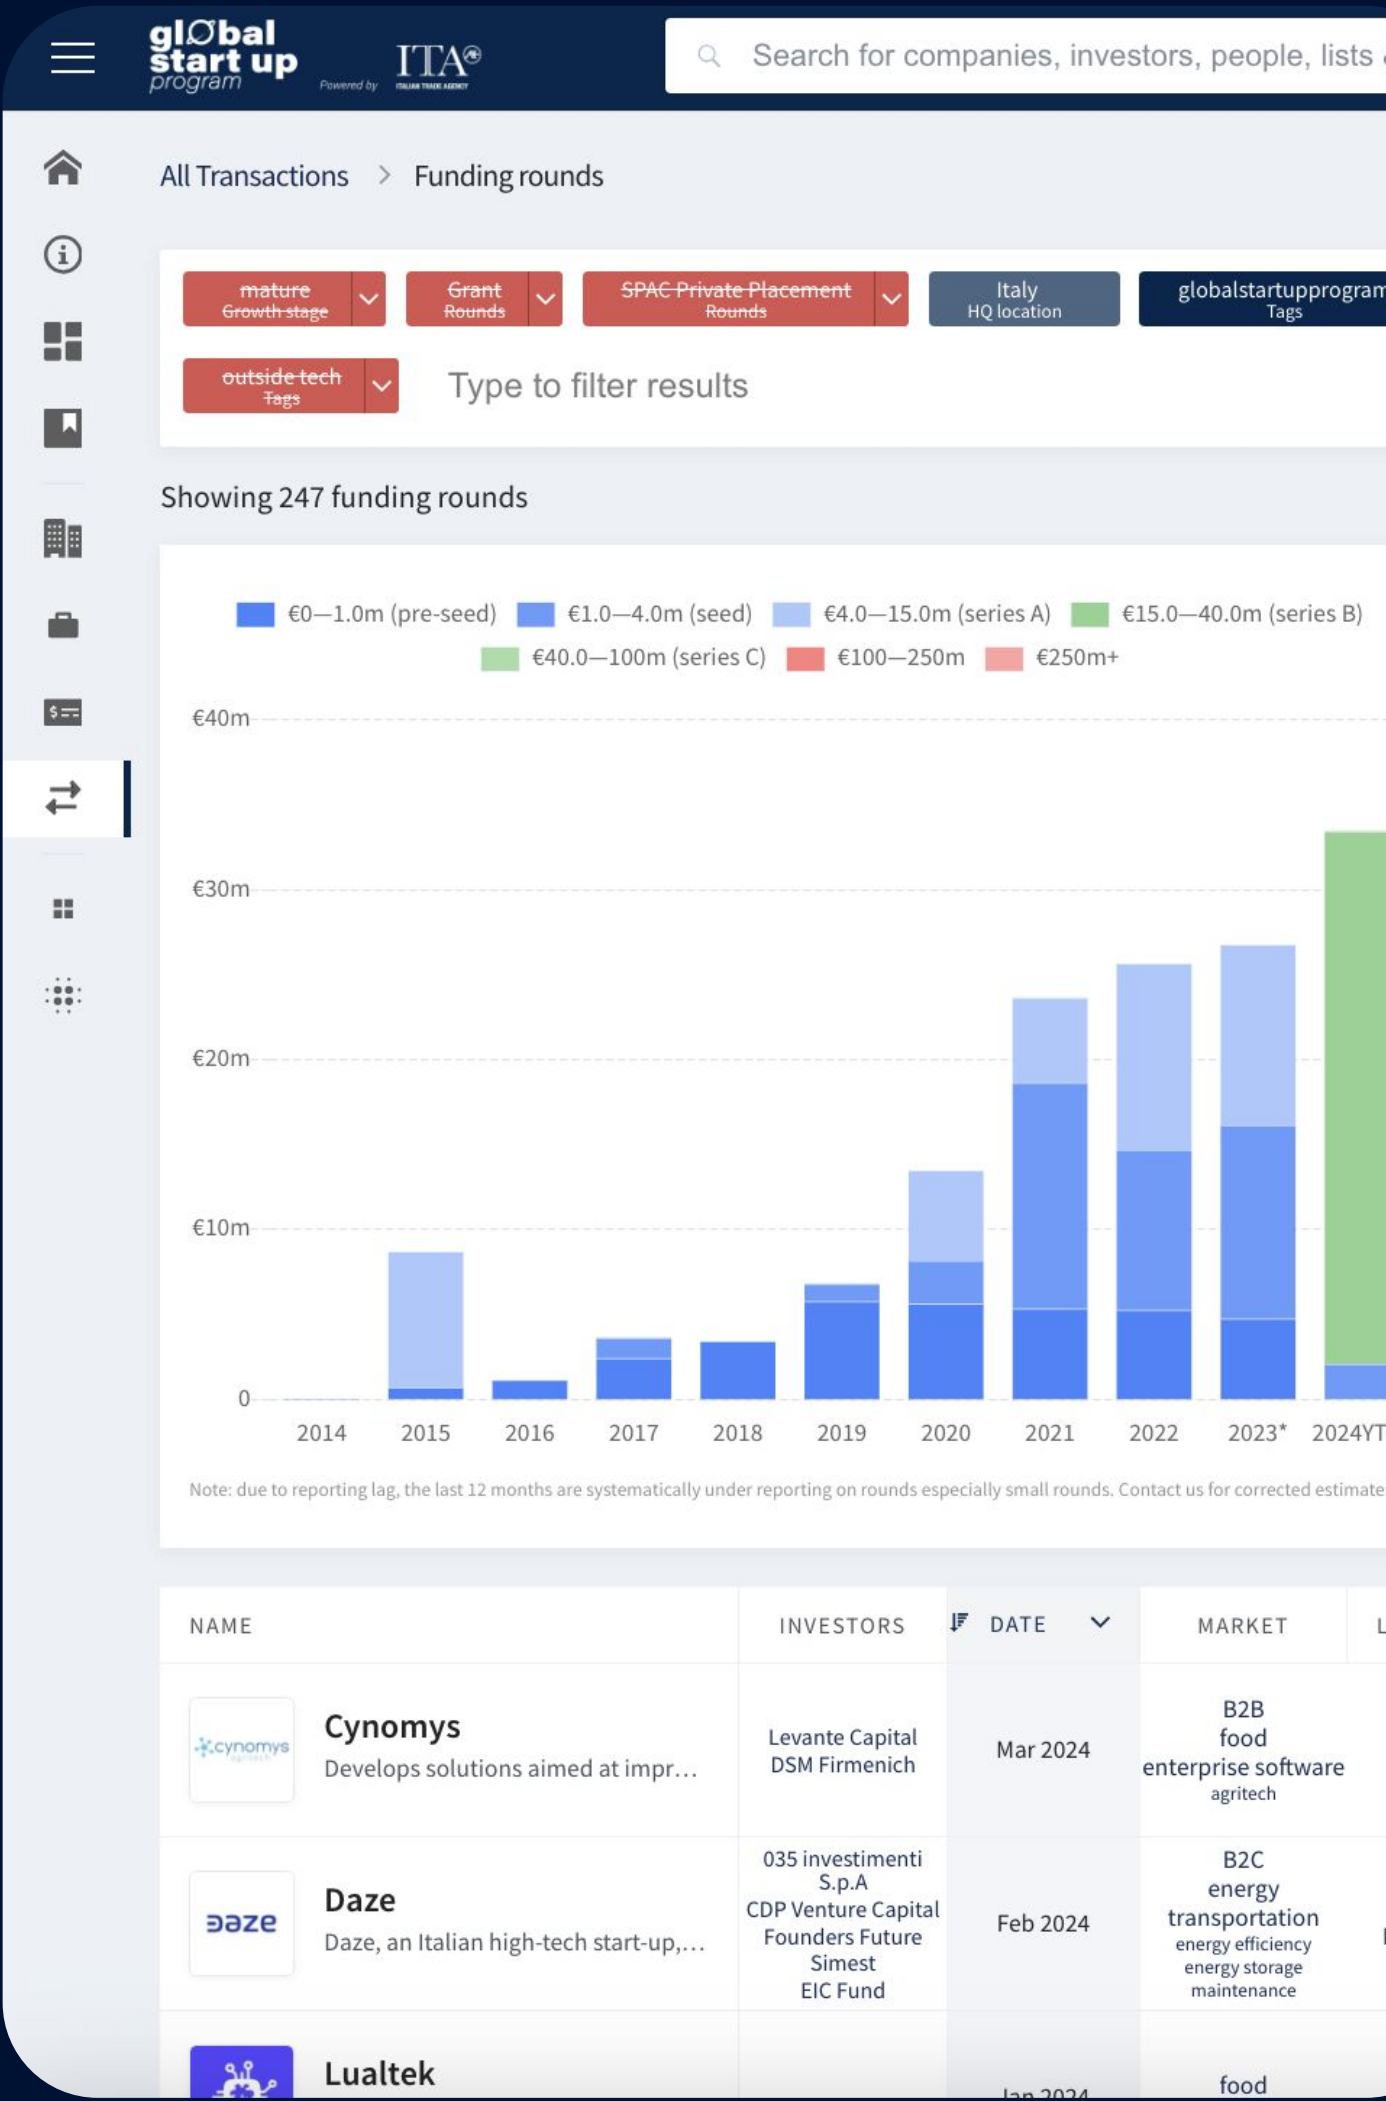 glØbal
start up
program
Powered by
ITA
ITALIAN TRADE AGENCY
Search for companies, investors, people, lists
All Transactions > Funding rounds
mature
Growth stage
Grant
Rounds
SPAC Private Placement
Rounds
Italy
HQ location
globalstartupprogram
Tags
outside tech
Tags
Type to filter results
Showing 247 funding rounds
€0—1.0m (pre-seed) €1.0—4.0m (seed) €4.0—15.0m (series A) €15.0—40.0m (series B)
€40.0—100m (series C) €100—250m €250m+
€40m
€30m
€20m
€10m
0
2014 2015 2016 2017 2018 2019 2020 2021 2022 2023* 2024YT
Note: due to reporting lag, the last 12 months are systematically under reporting on rounds especially small rounds. Contact us for corrected estimate
NAME INVESTORS DATE MARKET L
cynomys
agritech
Cynomys
Develops solutions aimed at impr...
Levante Capital
DSM Firmenich
Mar 2024
B2B
food
enterprise software
agritech
Daze
Daze
Daze, an Italian high-tech start-up,...
035 investimenti
S.p.A
CDP Venture Capital
Founders Future
Simest
EIC Fund
Feb 2024
B2C
energy
transportation
energy efficiency
energy storage
maintenance
Lualtek
Jan 2024
food